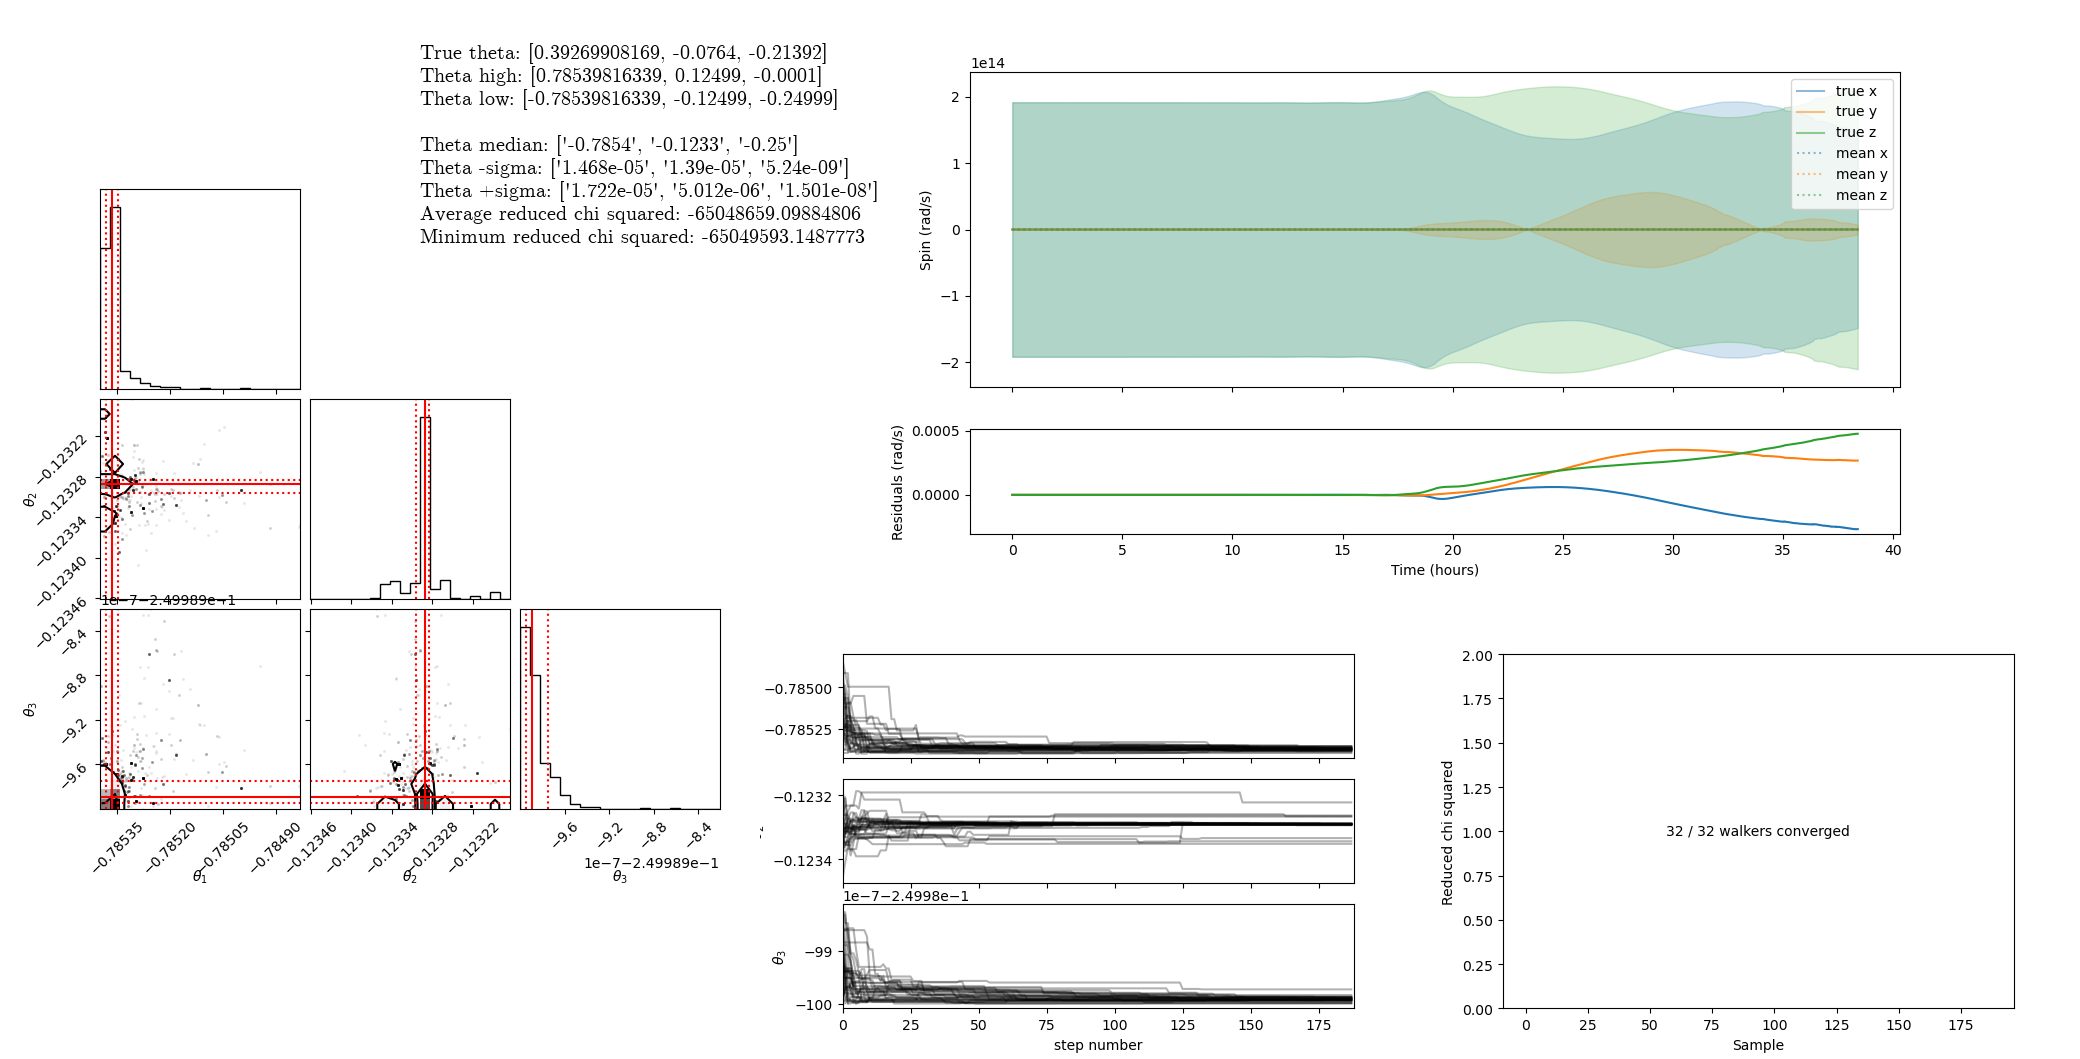 True theta: [0.39269908169, -0.0764, -0.21392]
Theta high: [0.78539816339, 0.12499, -0.0001]
Theta low: [-0.78539816339, -0.12499, -0.24999]
Theta median: ['-0.7854', '-0.1233', '-0.25']
Theta -sigma: ['1.468e-05', '1.39e-05', '5.24e-09']
Theta +sigma: ['1.722e-05', '5.012e-06', '1.501e-08']
Average reduced chi squared: -65048659.09884806
Minimum reduced chi squared: -65049593.1487773
θ2
−0.12322
−0.12328
−0.12334
−0.12340
−0.12346
1e−7−2.49989e−1
θ3
−8.4
−8.8
−9.2
−9.6
−0.78535
−0.78520
−0.78505
−0.78490
θ1
−0.12346
−0.12340
−0.12334
−0.12328
−0.12322
θ2
−9.6
−9.2
−8.8
−8.4
1e−7−2.49989e−1
θ3
1e14
Spin (rad/s)
2
1
0
−1
−2
true x
true y
true z
mean x
mean y
mean z
Residuals (rad/s)
0.0005
0.0000
0
5
10
15
20
25
30
35
40
Time (hours)
−0.78500
−0.78525
−0.1232
−0.1234
1e−7−2.4998e−1
θ3
−99
−100
0
25
50
75
100
125
150
175
step number
Reduced chi squared
2.00
1.75
1.50
1.25
1.00
0.75
0.50
0.25
0.00
32 / 32 walkers converged
0
25
50
75
100
125
150
175
Sample